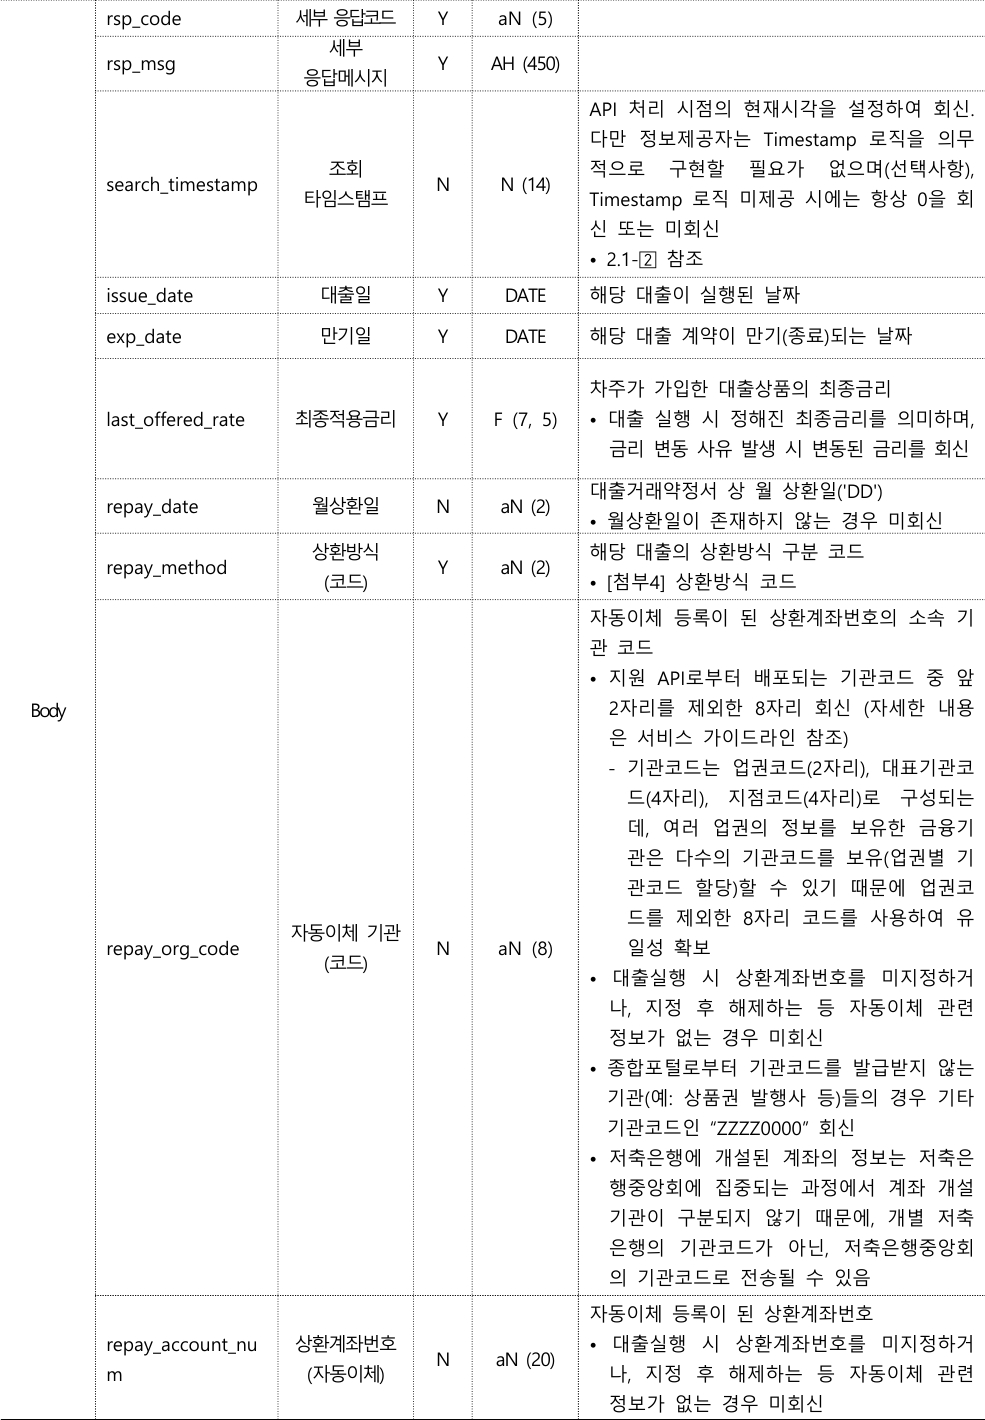 rsp_code 세부 응답코드 Y aN (5)
rsp_msg 세부 응답메시지 Y AH (450)
search_timestamp 조회 타임스탬프 N N (14)
API 처리 시점의 현재시각을 설정하여 회신.
다만 정보제공자는 Timestamp 로직을 의무
적으로 구현할 필요가 없으며(선택사항),
Timestamp 로직 미제공 시에는 항상 0을 회
신 또는 미회신
• 2.1-2 참조
issue_date 대출일 Y DATE 해당 대출이 실행된 날짜
exp_date 만기일 Y DATE 해당 대출 계약이 만기(종료)되는 날짜
last_offered_rate 최종적용금리 Y F (7, 5)
차주가 가입한 대출상품의 최종금리
• 대출 실행 시 정해진 최종금리를 의미하며,
금리 변동 사유 발생 시 변동된 금리를 회신
repay_date 월상환일 N aN (2)
대출거래약정서 상 월 상환일('DD')
• 월상환일이 존재하지 않는 경우 미회신
repay_method 상환방식 (코드) Y aN (2)
해당 대출의 상환방식 구분 코드
• [첨부4] 상환방식 코드
Body
repay_org_code 자동이체 기관 (코드) N aN (8)
자동이체 등록이 된 상환계좌번호의 소속 기
관 코드
• 지원 API로부터 배포되는 기관코드 중 앞
2자리를 제외한 8자리 회신 (자세한 내용
은 서비스 가이드라인 참조)
- 기관코드는 업권코드(2자리), 대표기관코
드(4자리), 지점코드(4자리)로 구성되는
데, 여러 업권의 정보를 보유한 금융기
관은 다수의 기관코드를 보유(업권별 기
관코드 할당)할 수 있기 때문에 업권코
드를 제외한 8자리 코드를 사용하여 유
일성 확보
• 대출실행 시 상환계좌번호를 미지정하거
나, 지정 후 해제하는 등 자동이체 관련
정보가 없는 경우 미회신
• 종합포털로부터 기관코드를 발급받지 않는
기관(예: 상품권 발행사 등)들의 경우 기타
기관코드인 “ZZZZ0000” 회신
• 저축은행에 개설된 계좌의 정보는 저축은
행중앙회에 집중되는 과정에서 계좌 개설
기관이 구분되지 않기 때문에, 개별 저축
은행의 기관코드가 아닌, 저축은행중앙회
의 기관코드로 전송될 수 있음
repay_account_nu
m
상환계좌번호
(자동이체)
N aN (20)
자동이체 등록이 된 상환계좌번호
• 대출실행 시 상환계좌번호를 미지정하거
나, 지정 후 해제하는 등 자동이체 관련
정보가 없는 경우 미회신